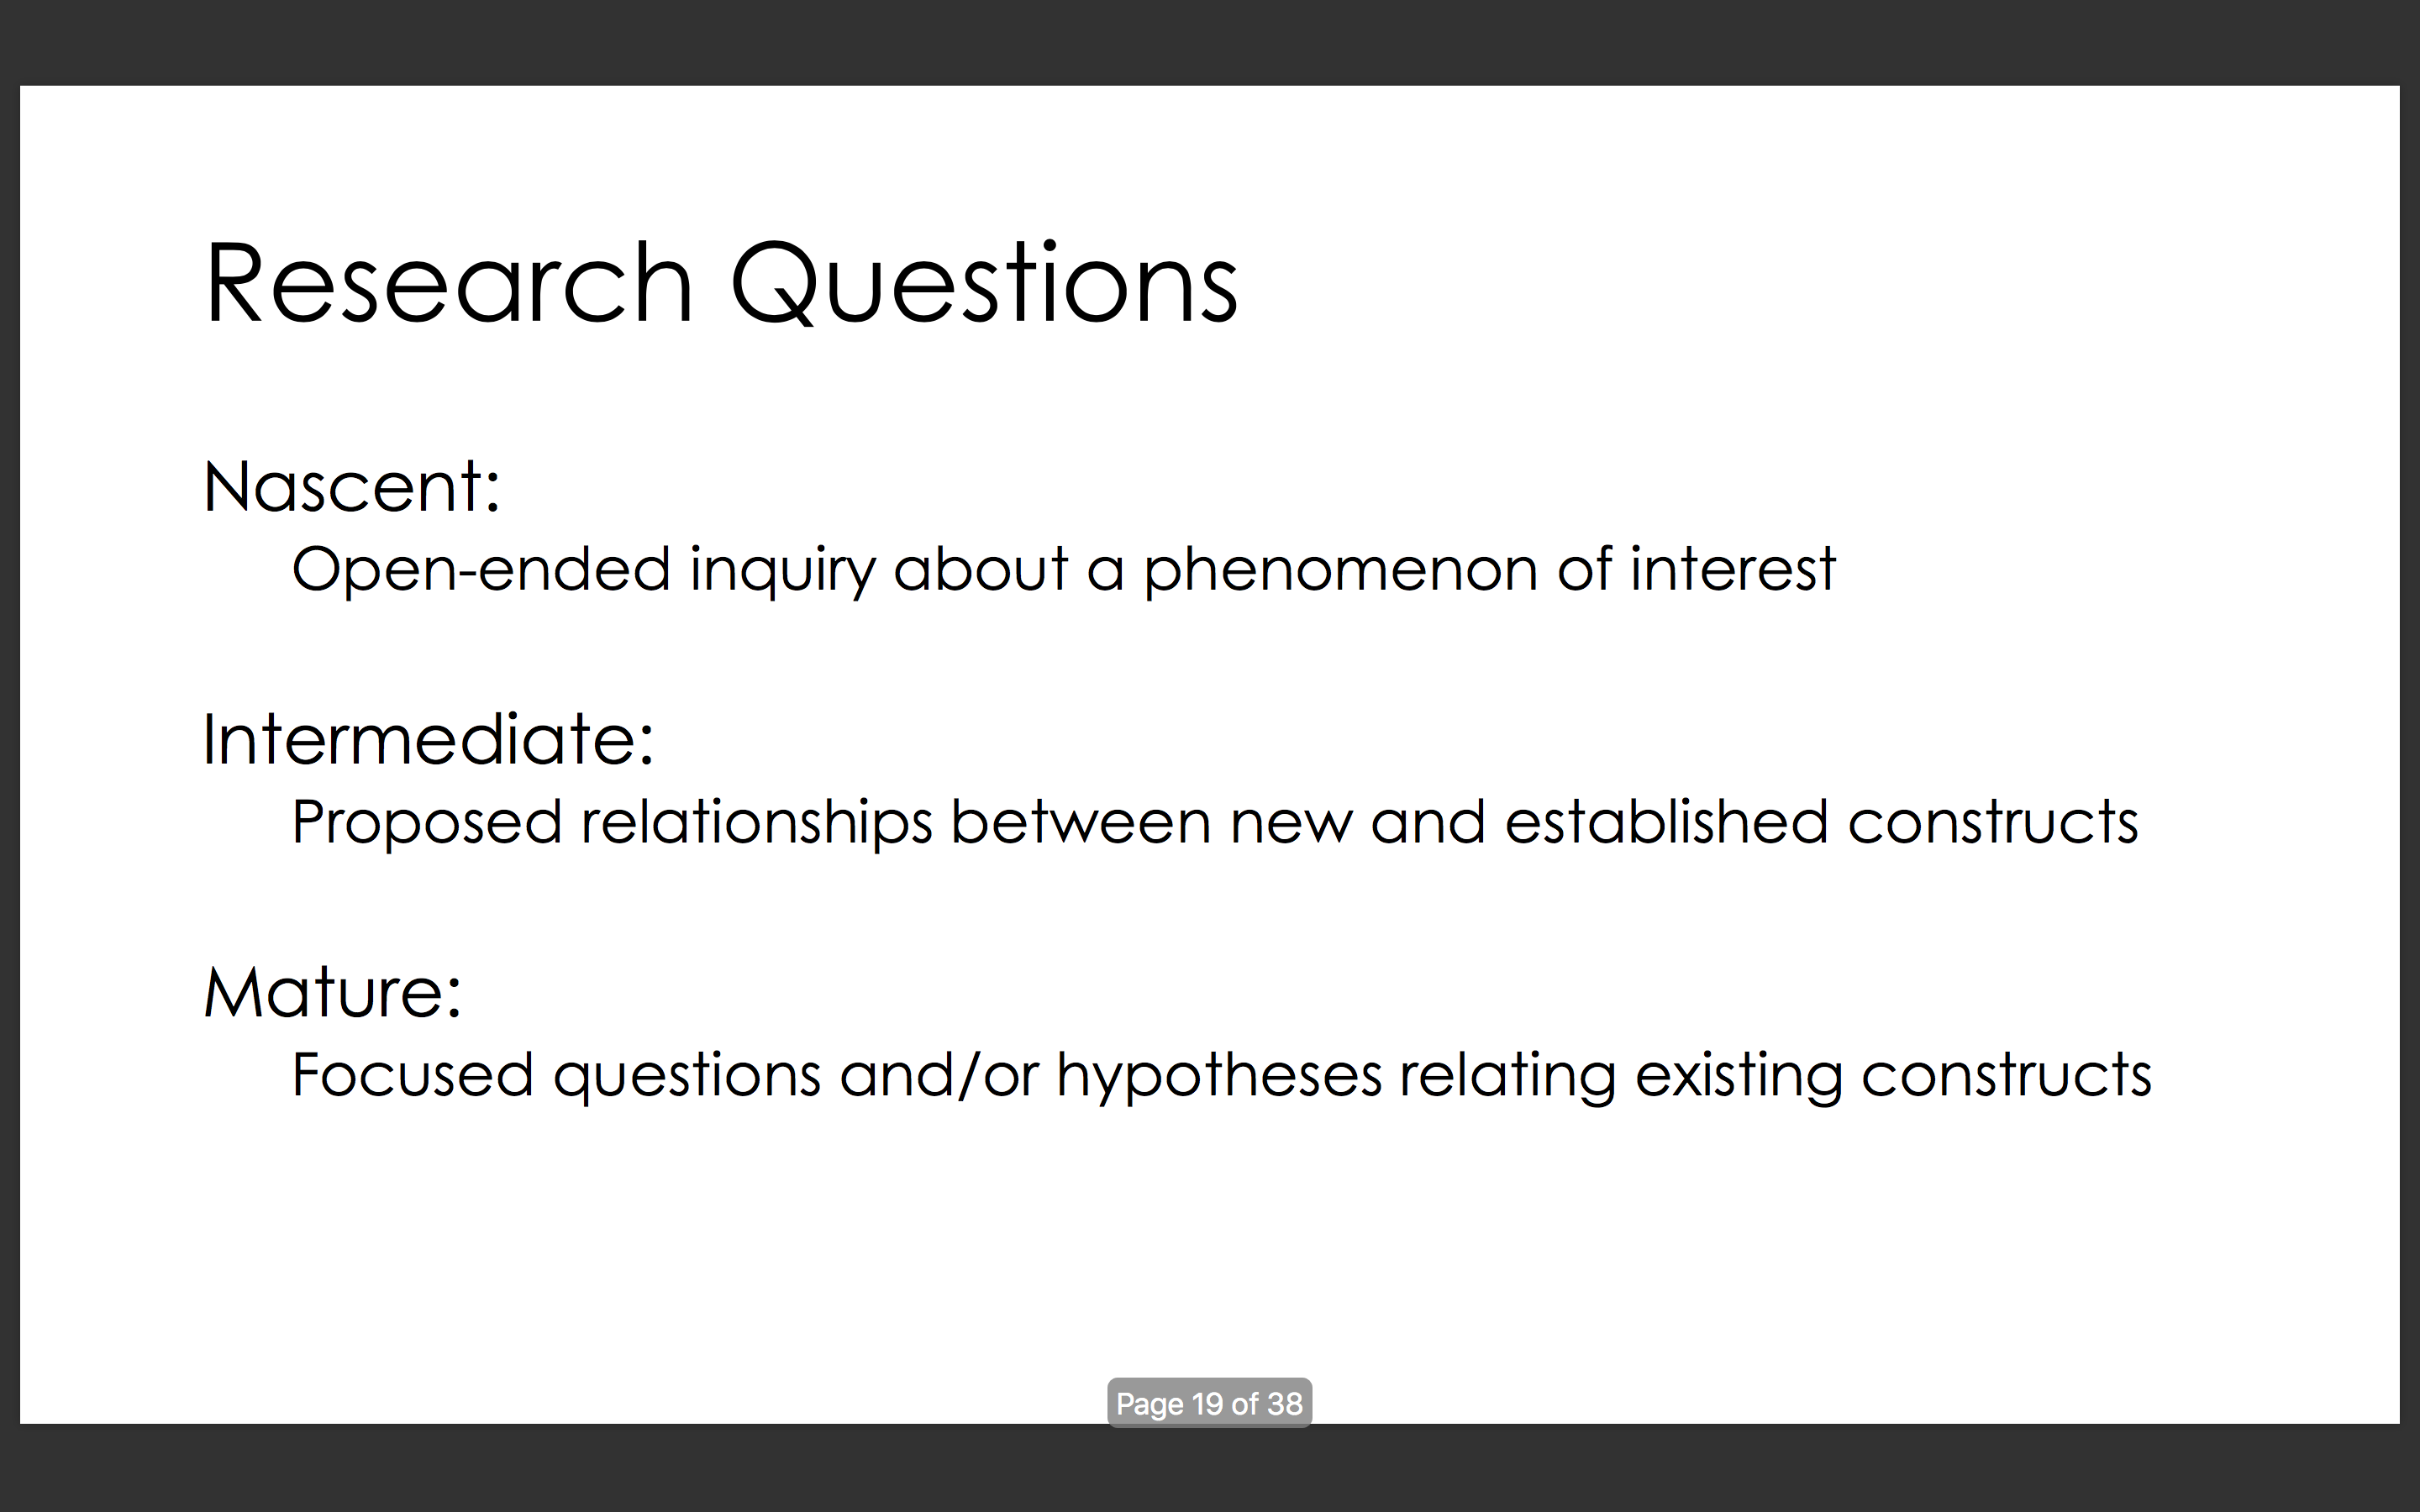 Research Questions
Nascent:
Open-ended inquiry about a phenomenon of interest
Intermediate:
Proposed relationships between new and established constructs
Mature:
Focused questions and/or hypotheses relating existing constructs
Page 19 of 38